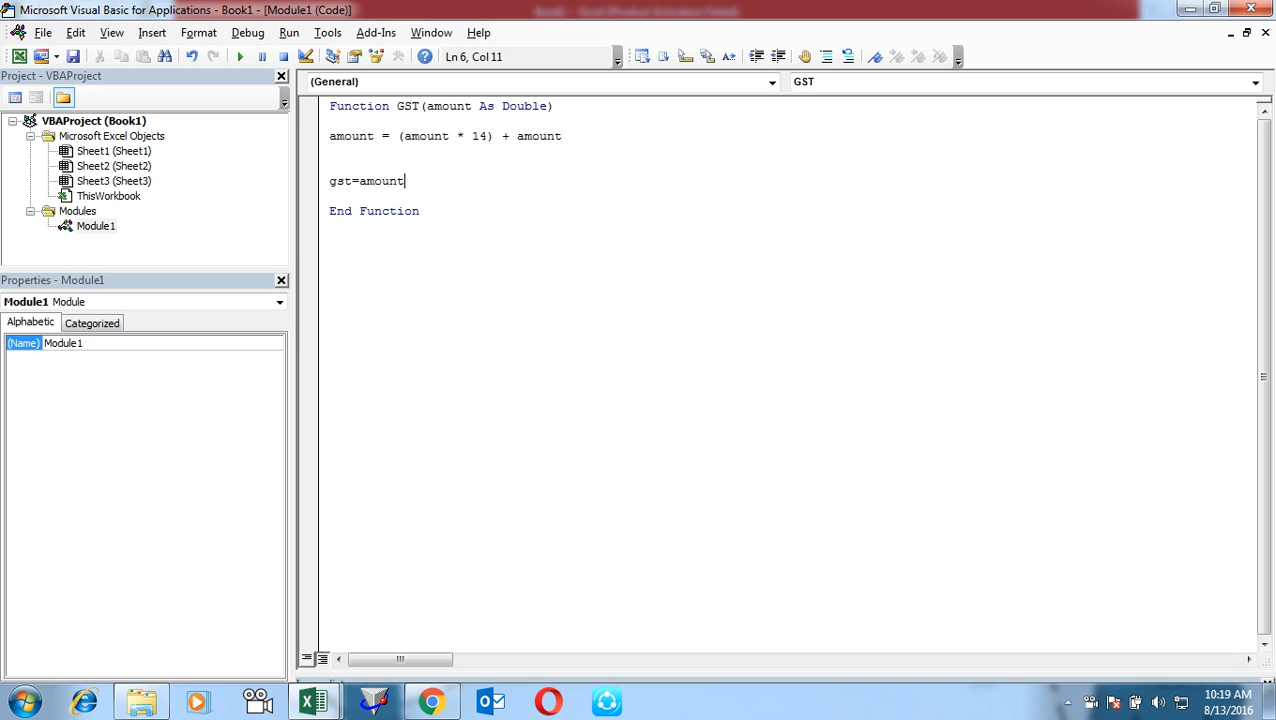 Microsoft Visual Basic for Applications - Book1 - [Module1 (Code)]
File Edit View Insert Format Debug Run Tools Add-Ins Window Help
Ln 6, Col 11
Project - VBAProject
(General)
GST
VBAProject (Book1)
Microsoft Excel Objects
Sheet1 (Sheet1)
Sheet2 (Sheet2)
Sheet3 (Sheet3)
ThisWorkbook
Modules
Module1
Function GST(amount As Double)
amount = (amount * 14) + amount
gst=amount
End Function
Properties - Module1
Module1 Module
Alphabetic Categorized
(Name) Module1
10:19 AM
8/13/2016